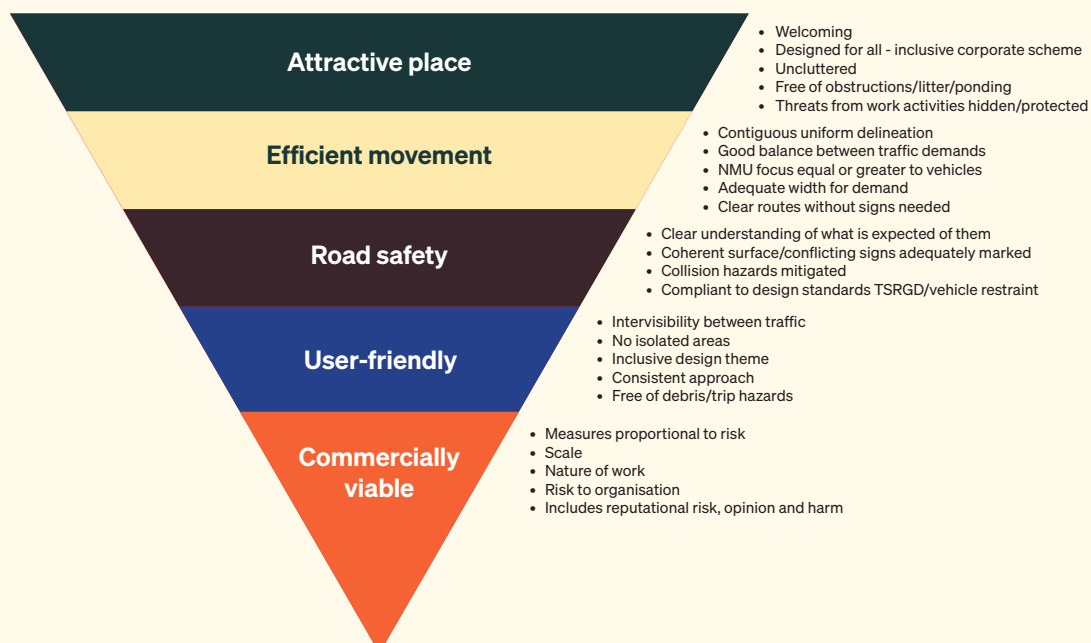 Attractive place
• Welcoming
• Designed for all - inclusive corporate scheme
• Uncluttered
• Free of obstructions/litter/ponding
• Threats from work activities hidden/protected
Efficient movement
• Contiguous uniform delineation
• Good balance between traffic demands
• NMU focus equal or greater to vehicles
• Adequate width for demand
• Clear routes without signs needed
Road safety
• Clear understanding of what is expected of them
• Coherent surface/conflicting signs adequately marked
• Collision hazards mitigated
• Compliant to design standards TSRGD/vehicle restraint
User-friendly
• Intervisibility between traffic
• No isolated areas
• Inclusive design theme
• Consistent approach
• Free of debris/trip hazards
Commercially
viable
• Measures proportional to risk
• Scale
• Nature of work
• Risk to organisation
• Includes reputational risk, opinion and harm